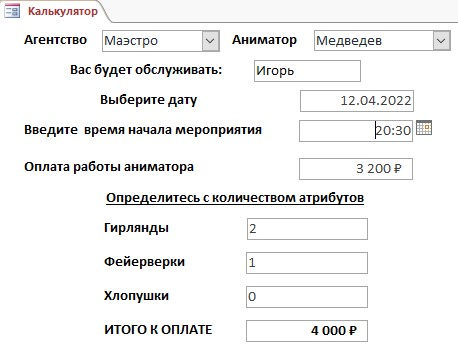 Калькулятор
Агентство Маэстро Аниматор Медведев
Вас будет обслуживать: Игорь
Выберите дату 12.04.2022
Введите время начала мероприятия 20:30
Оплата работы аниматора 3 200 ₽
Определитесь с количеством атрибутов
Гирлянды 2
Фейерверки 1
Хлопушки 0
ИТОГО К ОПЛАТЕ 4 000 ₽